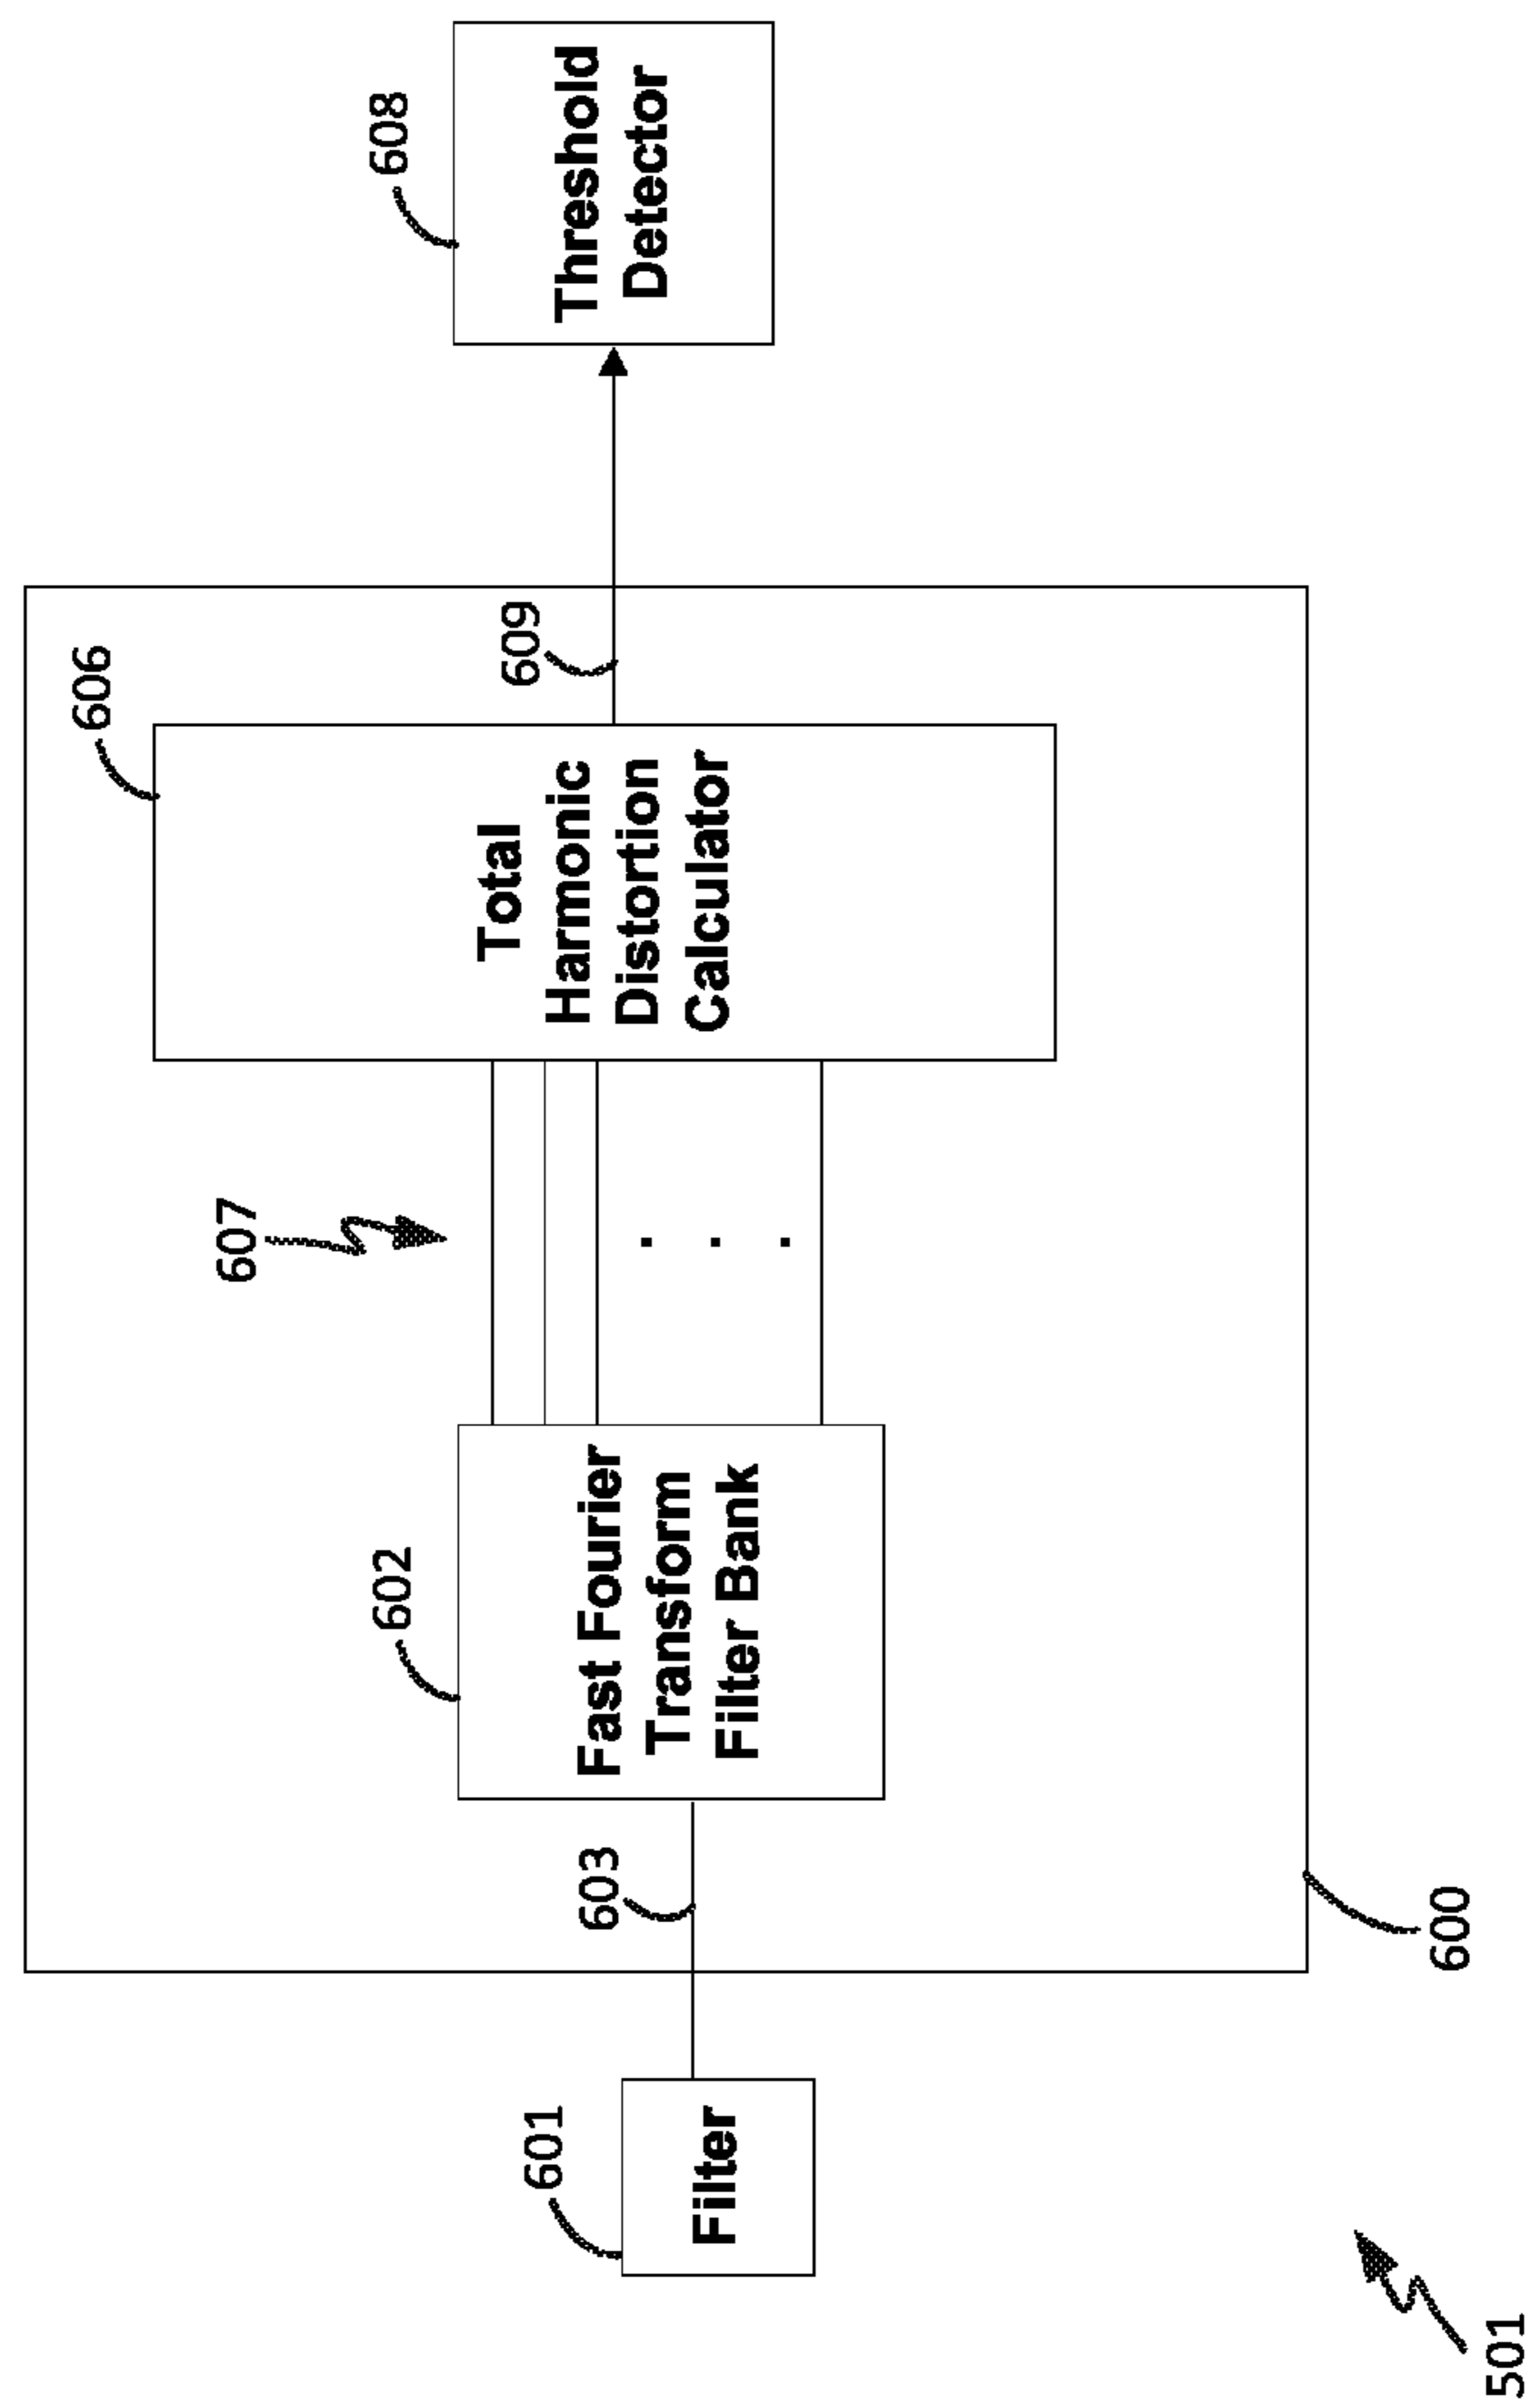 606
608
607
609
602
Total
Harmonic
Distortion
Calculator
Threshold
Detector
601
603
Fast Fourier
Transform
Filter Bank
Filter
600
501